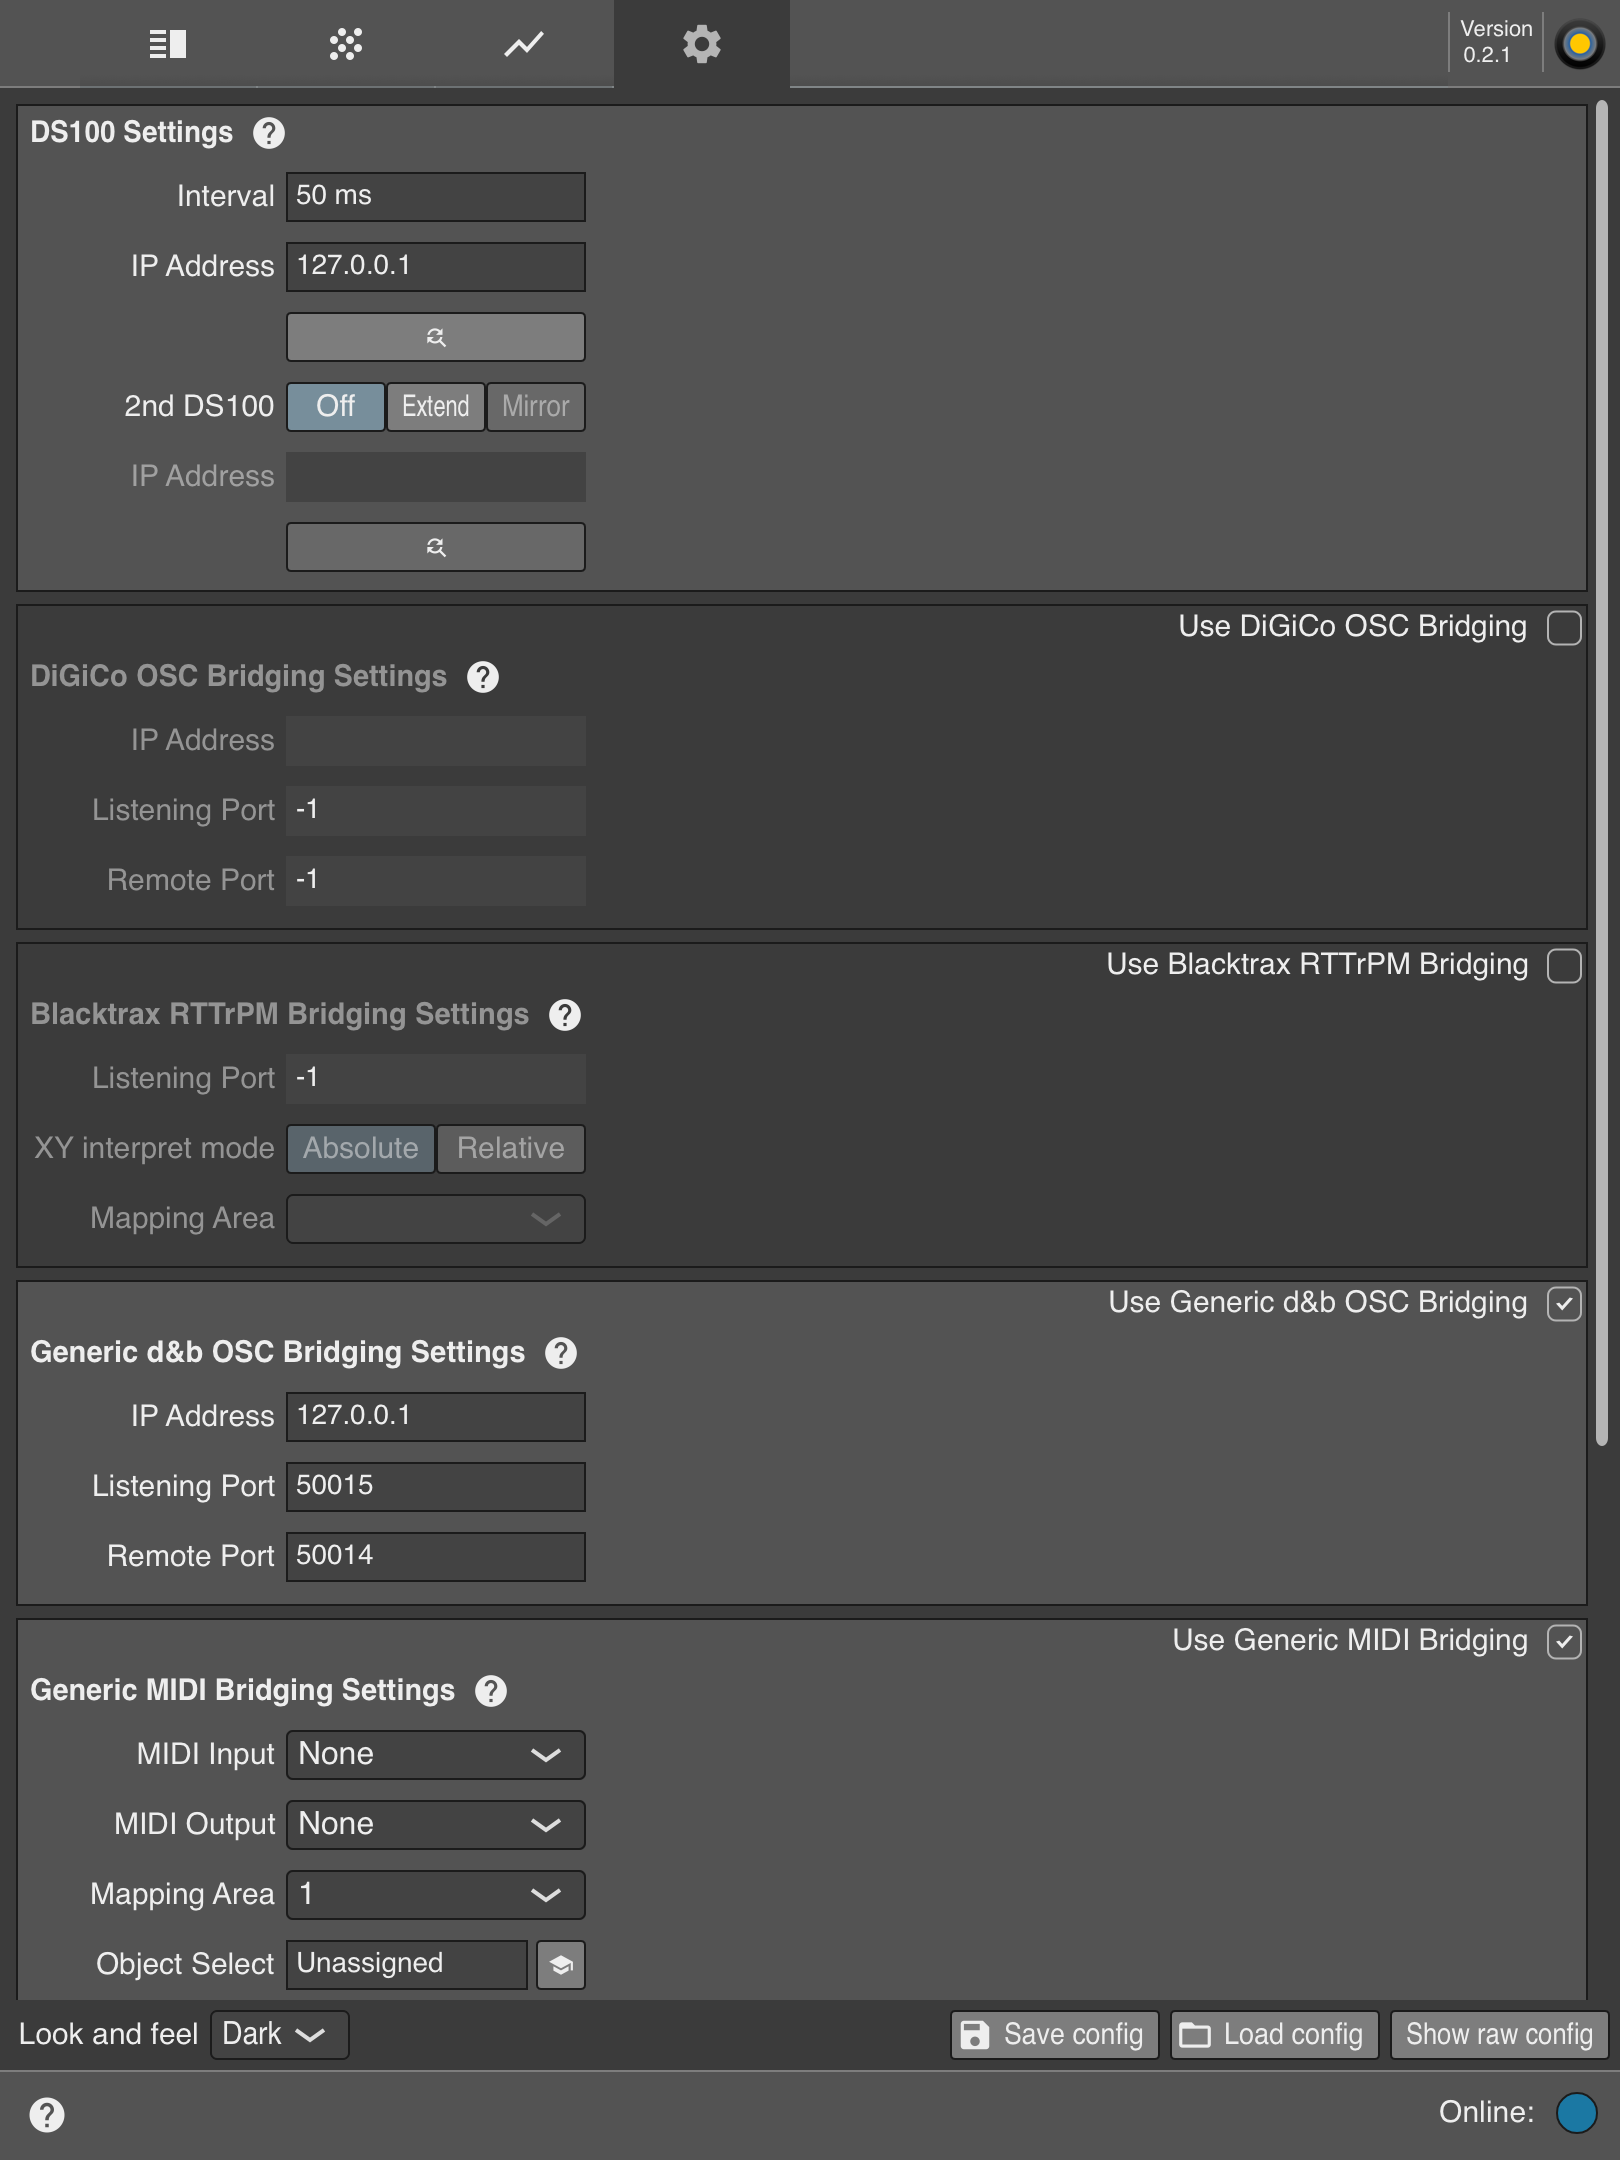 Version
0.2.1
DS100 Settings ?
Interval 50 ms
IP Address 127.0.0.1
2nd DS100 Off Extend Mirror
IP Address
Use DiGiCo OSC Bridging
DiGiCo OSC Bridging Settings ?
IP Address
Listening Port -1
Remote Port -1
Use Blacktrax RTTrPM Bridging
Blacktrax RTTrPM Bridging Settings ?
Listening Port -1
XY interpret mode Absolute Relative
Mapping Area
Use Generic d&b OSC Bridging
Generic d&b OSC Bridging Settings ?
IP Address 127.0.0.1
Listening Port 50015
Remote Port 50014
Use Generic MIDI Bridging
Generic MIDI Bridging Settings ?
MIDI Input None
MIDI Output None
Mapping Area 1
Object Select Unassigned
Look and feel Dark Save config Load config Show raw config
? Online: